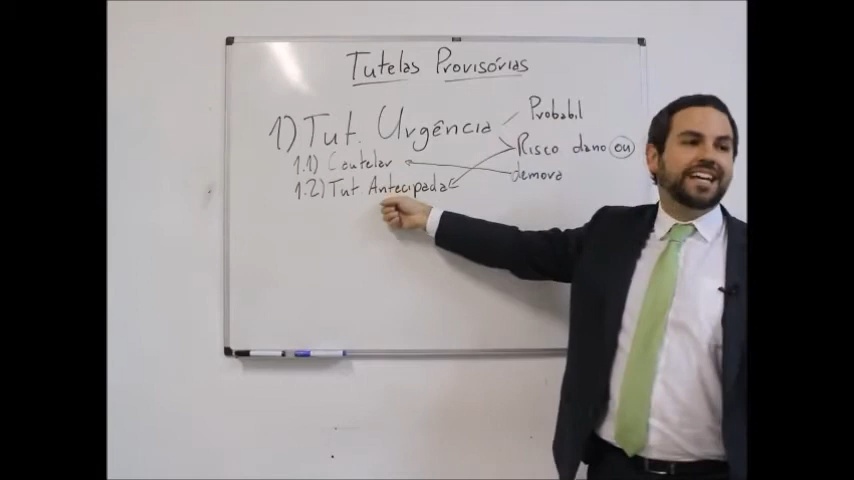 Tutelas Provisórias
1) Tut. Urgência Probabil
Risco dano ou
1.1) Cautelar demora
1.2) Tut Antecipada